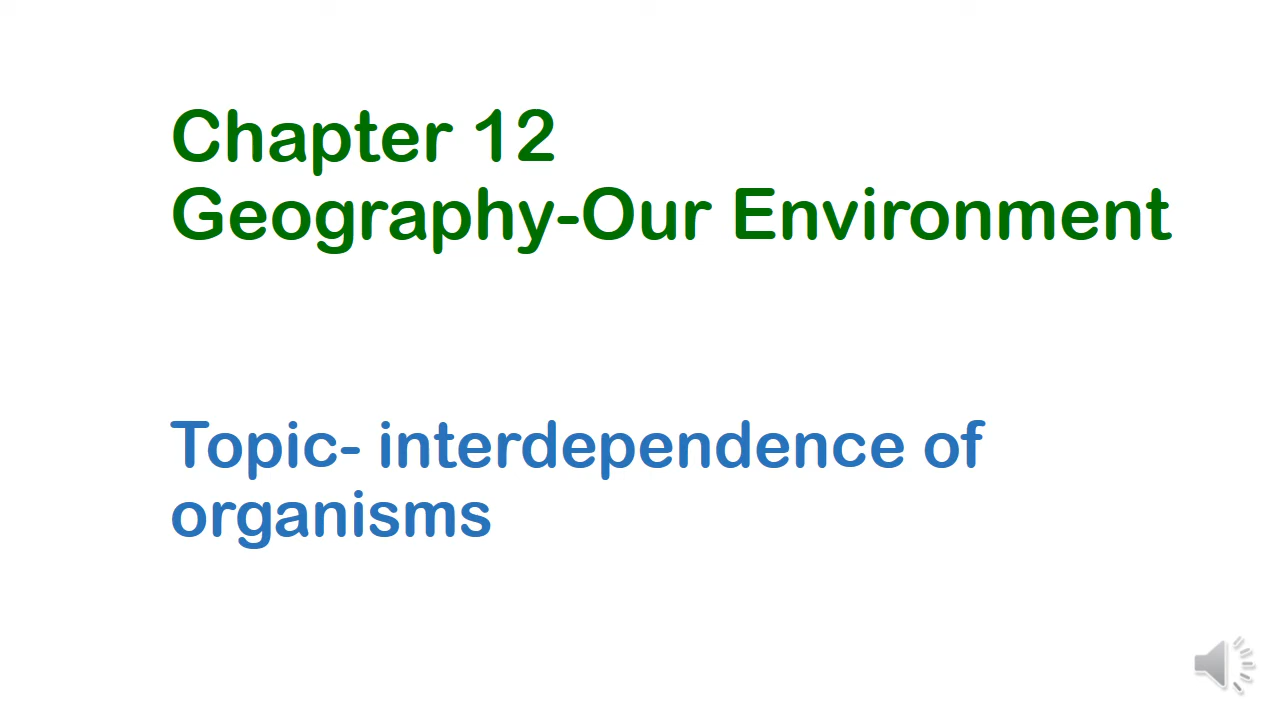 Chapter 12
Geography-Our Environment
Topic- interdependence of
organisms